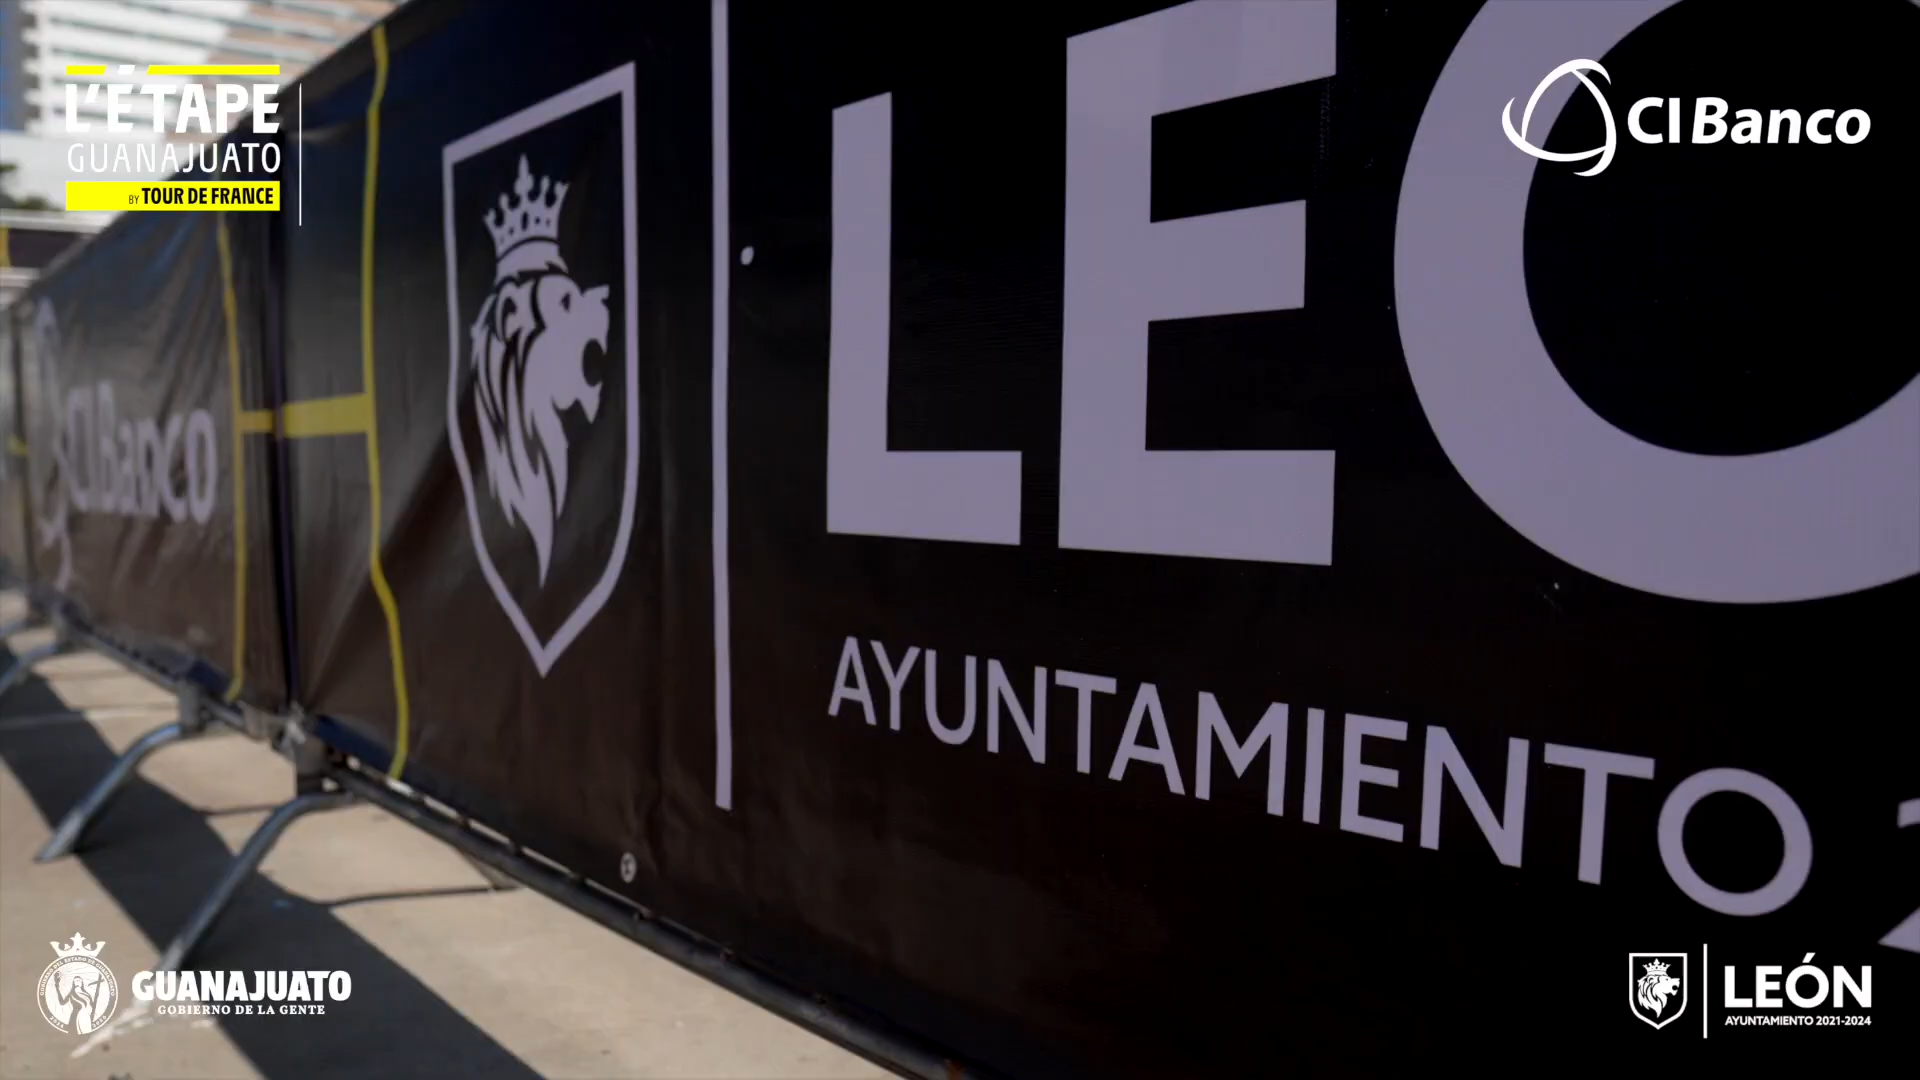 L'ÉTAPE
GUANAJUATO
BY TOUR DE FRANCE
CIBanco
CIBanco
LEO
AYUNTAMIENTO 2
GUANAJUATO
GOBIERNO DE LA GENTE
LEÓN
AYUNTAMIENTO 2021-2024